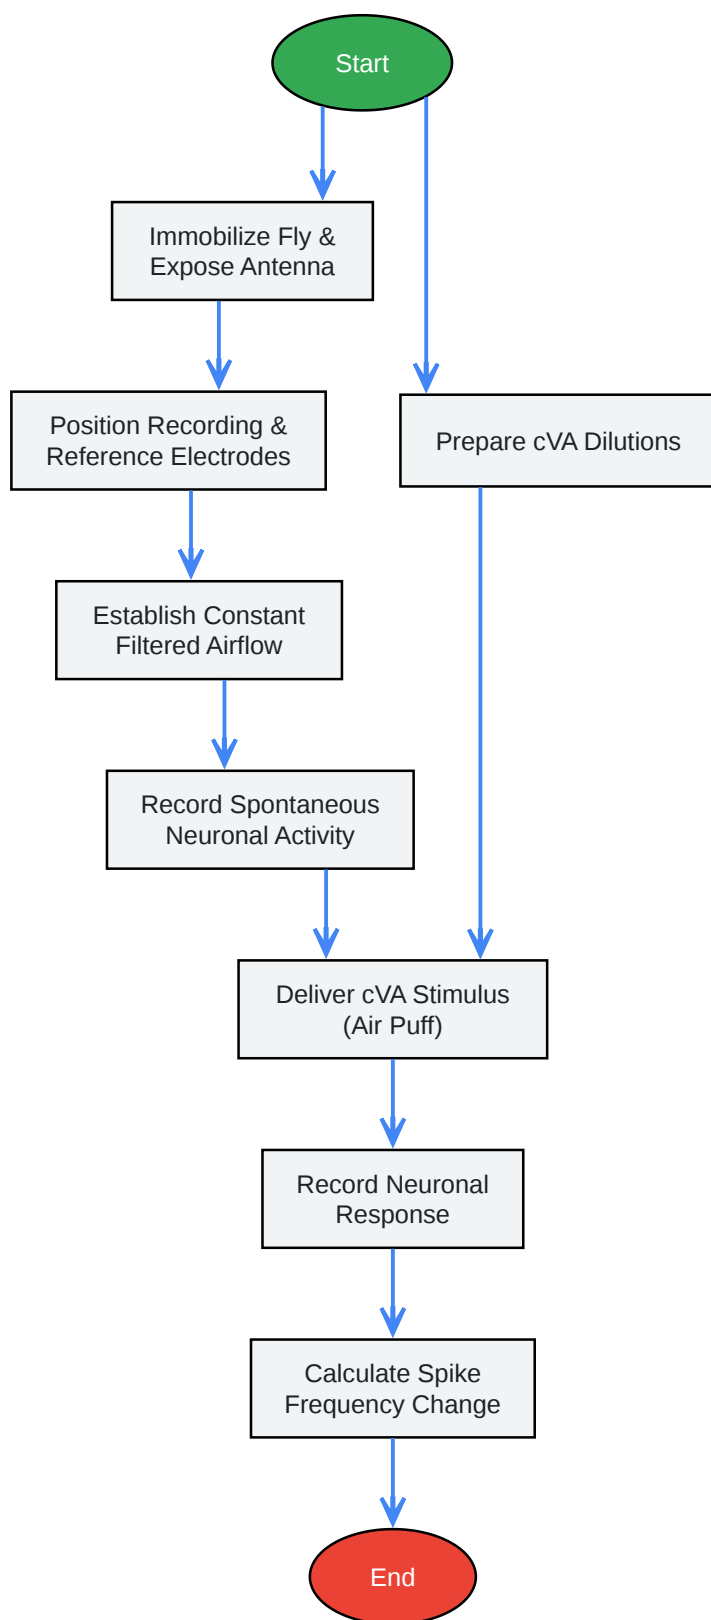 Start
Immobilize Fly &
Expose Antenna
Position Recording &
Reference Electrodes
Prepare cVA Dilutions
Establish Constant
Filtered Airflow
Record Spontaneous
Neuronal Activity
Deliver cVA Stimulus
(Air Puff)
Record Neuronal
Response
Calculate Spike
Frequency Change
End